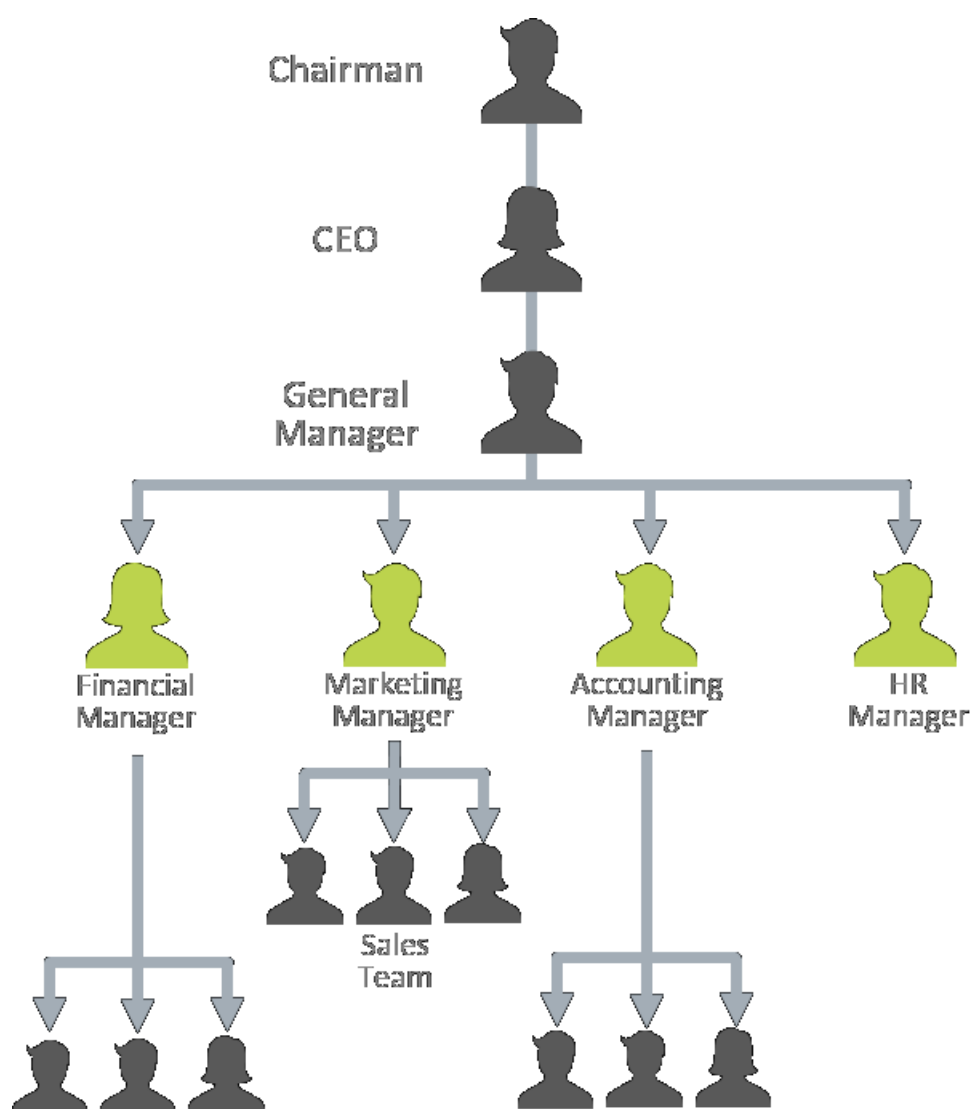 Chairman
CEO
General
Manager
Financial
Manager
Marketing
Manager
Accounting
Manager
HR
Manager
Sales
Team